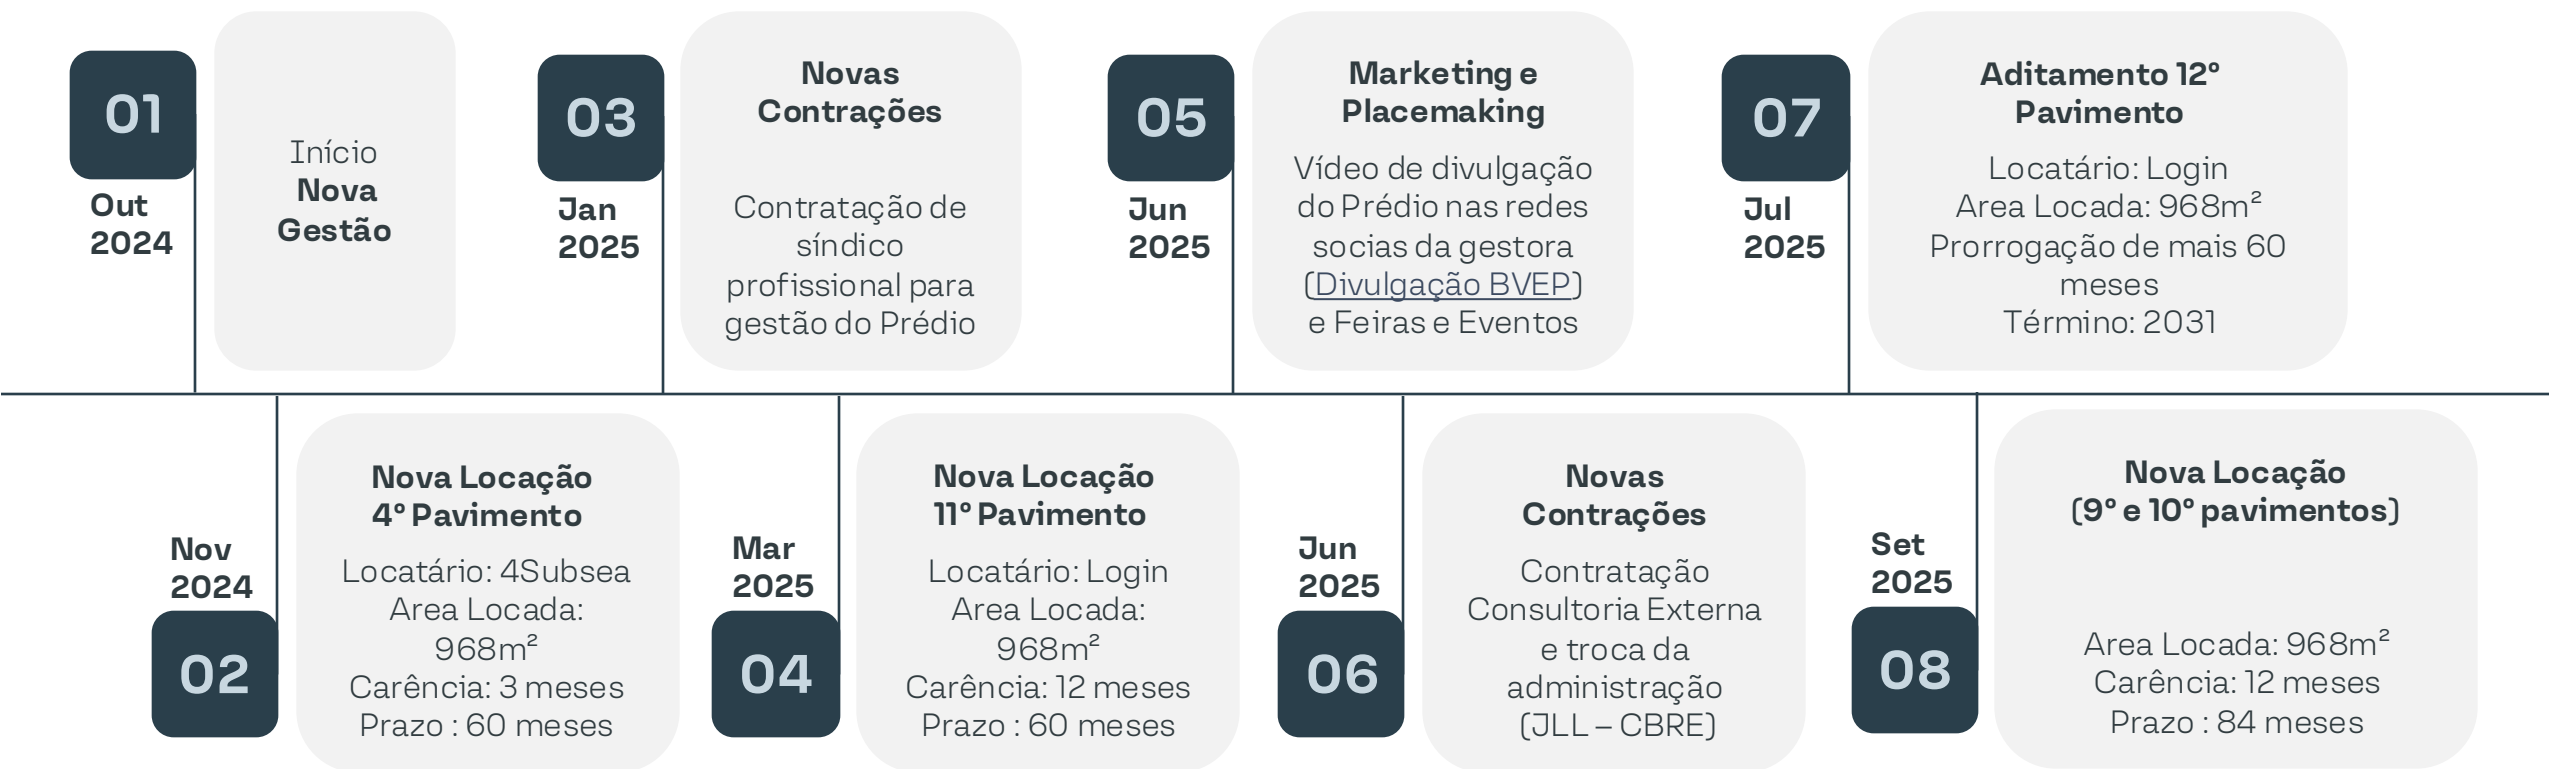 01
Out
2024
Início
Nova
Gestão
03
Jan
2025
Novas
Contrações
Contratação de
síndico
profissional para
gestão do Prédio
05
Jun
2025
Marketing e
Placemaking
Vídeo de divulgação
do Prédio nas redes
socias da gestora
(Divulgação BVEP)
e Feiras e Eventos
07
Jul
2025
Aditamento 12º
Pavimento
Locatário: Login
Area Locada: 968m²
Prorrogação de mais 60
meses
Término: 2031
Nov
2024
02
Nova Locação
4º Pavimento
Locatário: 4Subsea
Area Locada:
968m²
Carência: 3 meses
Prazo : 60 meses
Mar
2025
04
Nova Locação
11º Pavimento
Locatário: Login
Area Locada:
968m²
Carência: 12 meses
Prazo : 60 meses
Jun
2025
06
Novas
Contrações
Contratação
Consultoria Externa
e troca da
administração
(JLL – CBRE)
Set
2025
08
Nova Locação
(9º e 10º pavimentos)
Area Locada: 968m²
Carência: 12 meses
Prazo : 84 meses